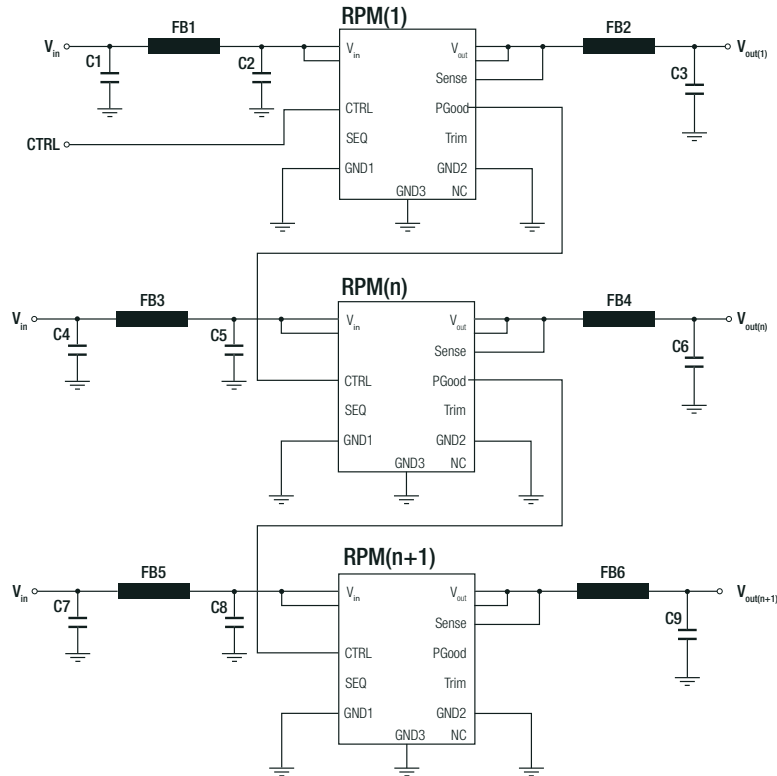 RPM(1)
FB1
FB2
Vin
C1
C2
Vin
Vout
Vout(1)
C3
Sense
CTRL
PGood
CTRL
SEQ
Trim
GND1
GND2
GND3
NC
RPM(n)
FB3
FB4
Vin
C4
C5
Vin
Vout
Vout(n)
C6
Sense
CTRL
PGood
SEQ
Trim
GND1
GND2
GND3
NC
RPM(n+1)
FB5
FB6
Vin
C7
C8
Vin
Vout
Vout(n+1)
C9
Sense
CTRL
PGood
SEQ
Trim
GND1
GND2
GND3
NC